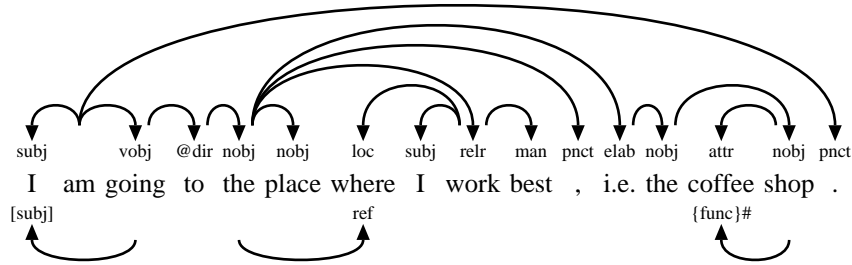 subj vobj @dir nobj nobj loc subj relr man pnct elab nobj attr nobj pnct
I am going to the place where I work best , i.e. the coffee shop .
[subj] ref {func}#